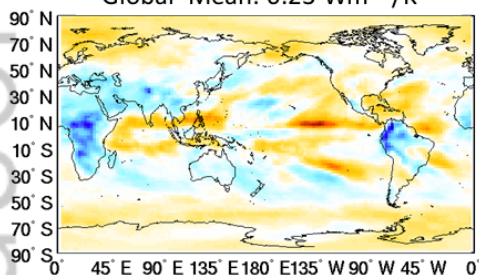 Global Mean: 0.25 Wm⁻²/K
90° N
70° N
50° N
30° N
10° N
10° S
30° S
50° S
70° S
90° S
0° 45° E 90° E 135° E 180° E 135° W 90° W 45° W 0°